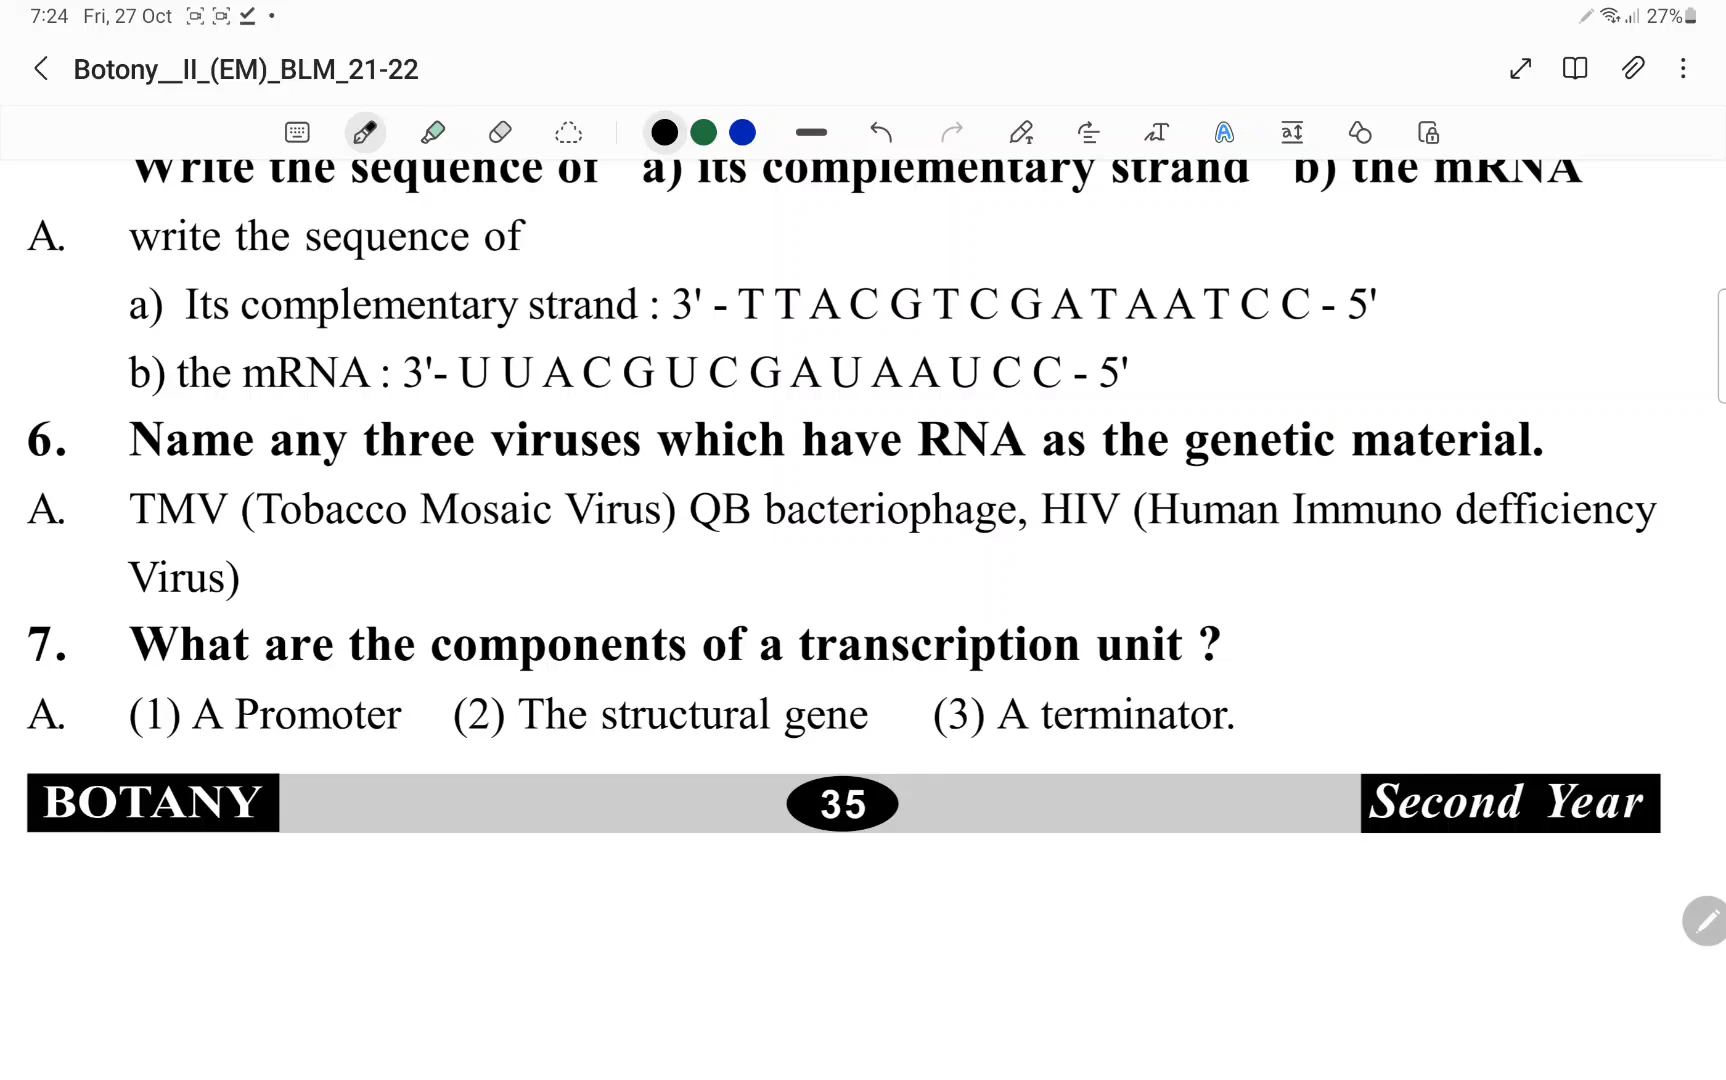 7:24 Fri, 27 Oct
27%
Botony__II_(EM)_BLM_21-22
Write the sequence of a) its complementary strand b) the mRNA
A. write the sequence of
a) Its complementary strand : 3' - T T A C G T C G A T A A T C C - 5'
b) the mRNA : 3'- U U A C G U C G A U A A U C C - 5'
6. Name any three viruses which have RNA as the genetic material.
A. TMV (Tobacco Mosaic Virus) QB bacteriophage, HIV (Human Immuno defficiency
Virus)
7. What are the components of a transcription unit ?
A. (1) A Promoter (2) The structural gene (3) A terminator.
BOTANY 35 Second Year